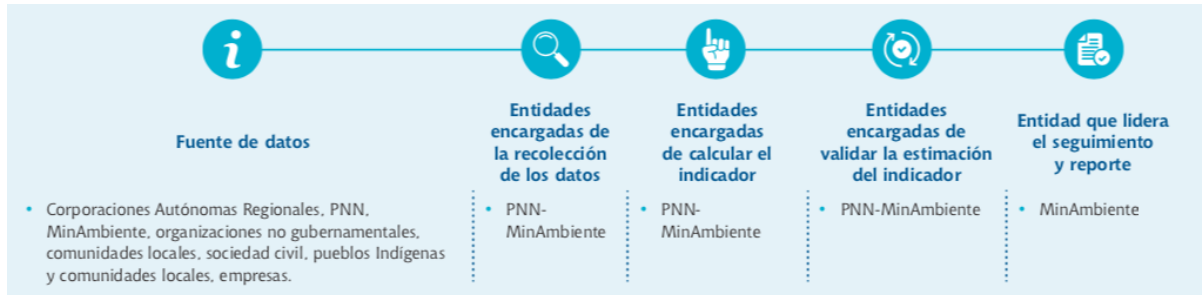 Fuente de datos
• Corporaciones Autónomas Regionales, PNN,
MinAmbiente, organizaciones no gubernamentales,
comunidades locales, sociedad civil, pueblos Indígenas
y comunidades locales, empresas.
Entidades
encargadas de
la recolección
de los datos
• PNN-
MinAmbiente
Entidades
encargadas
de calcular el
indicador
• PNN-
MinAmbiente
Entidades
encargadas de
validar la estimación
del indicador
• PNN-MinAmbiente
Entidad que lidera
el seguimiento
y reporte
• MinAmbiente